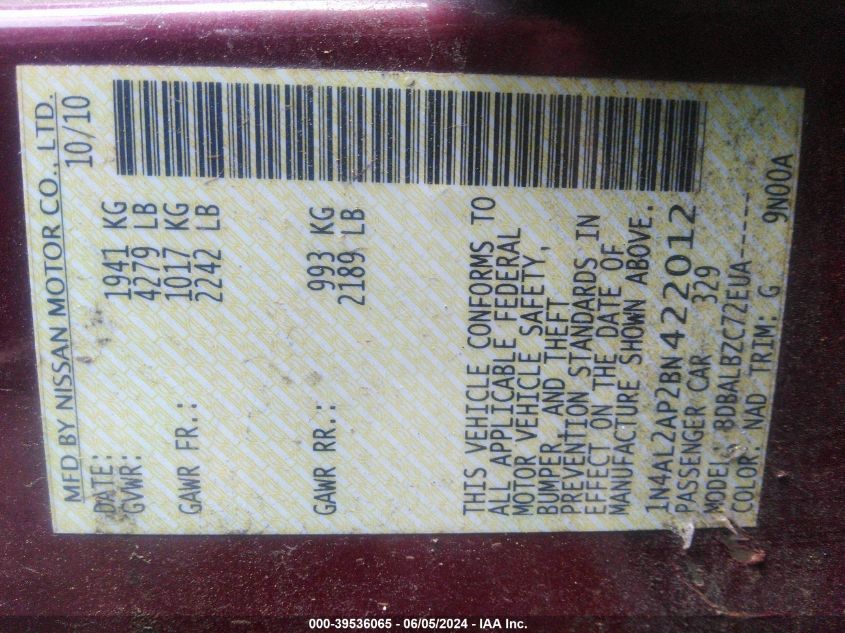 MFD BY NISSAN MOTOR CO., LTD.
DATE: 10/10
GVWR: 1941 KG
4279 LB
GAWR FR.: 1017 KG
2242 LB
GAWR RR.: 993 KG
2189 LB
THIS VEHICLE CONFORMS TO
ALL APPLICABLE FEDERAL
MOTOR VEHICLE SAFETY,
BUMPER, AND THEFT
PREVENTION STANDARDS IN
EFFECT ON THE DATE OF
MANUFACTURE SHOWN ABOVE.
1N4AL2AP2BN422012
PASSENGER CAR 329
MODEL: BDBALBZC72EUA-----
COLOR: NAD TRIM: G 9N00A
000-39536065 - 06/05/2024 - IAA Inc.